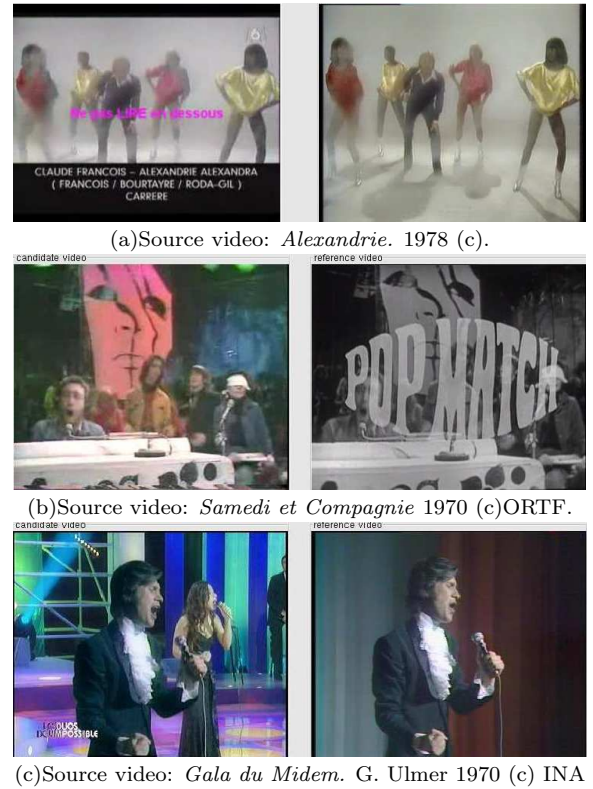 Ne pas LIRE en dessous
CLAUDE FRANCOIS – ALEXANDRIE ALEXANDRA
( FRANCOIS / BOURTAYRE / RODA-GIL )
CARRERE
(a)Source video: Alexandrie. 1978 (c).
candidate video
reference video
POP MATCH
(b)Source video: Samedi et Compagnie 1970 (c)ORTF.
candidate video
reference video
DUOS
(c)Source video: Gala du Midem. G. Ulmer 1970 (c) INA